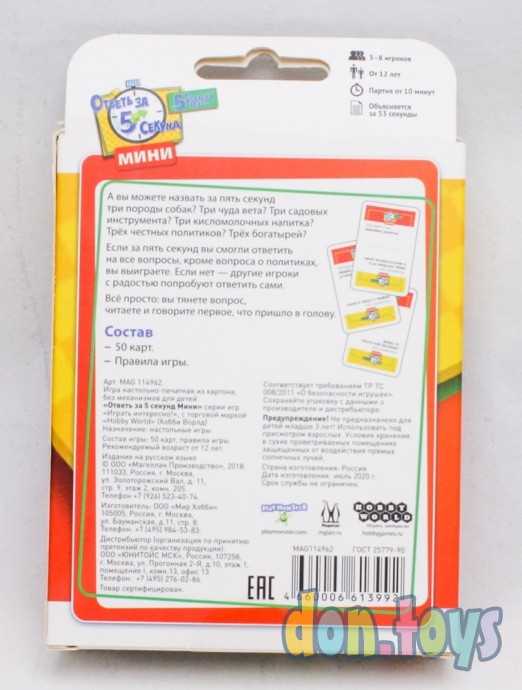 ОТВЕТЬ ЗА
5 СЕКУНД
МИНИ
3–8 игроков
От 12 лет
Партия от 10 минут
Объясняется
за 53 секунды
А вы можете назвать за пять секунд
три породы собак? Три чуда света? Три садовых
инструмента? Три кисломолочных напитка?
Трёх честных политиков? Трёх богатырей?
Если за пять секунд вы смогли ответить
на все вопросы, кроме вопроса о политиках,
вы выиграете. Если нет — другие игроки
с радостью попробуют ответить сами.
Всё просто: вы тянете вопрос,
читаете и говорите первое, что пришло в голову.
Состав
– 50 карт.
– Правила игры.
Арт. MAG 114962
Игра настольно-печатная из картона,
без механизмов для детей
«Ответь за 5 секунд Мини» серии игр
«Играть интересно!», с торговой маркой
«Hobby World» (Хобби Ворлд)
Назначение: настольные игры.
Состав игры: 50 карт, правила игры.
Рекомендуемый возраст: от 12 лет.
Издание на русском языке
© ООО «Магеллан Производство», 2018
111033, Россия, г. Москва,
ул. Золоторожский Вал, д. 11,
стр. 9, этаж 2, комн. 205.
Телефон +7 (926) 523-40-74.
Изготовитель: ООО «Мир Хобби»
105005, Россия, г. Москва,
ул. Бауманская, д. 11, стр. 8.
Телефон: +7 (495) 984-53-83.
Дистрибьютор (организация по принятию
претензий по качеству продукции):
ООО «ЮНИТОЙС МСК», Россия, 107258,
г. Москва, ул. Прогонная 2-Я, д.10, этаж 1,
помещение I, комн.13, офис 13
Телефон: +7 (495) 276-02-86
Товар сертифицирован.
Соответствует требованиям ТР ТС
008/2011 «О безопасности игрушек».
Сохраняйте упаковку с данными о
производителе и дистрибьюторе.
Предупреждение! Не предназначено для
детей младше 3 лет! Использовать под
присмотром взрослых. Условия хранения:
в сухих проветриваемых помещениях,
защищенных от воздействия прямых
солнечных лучей.
Страна изготовления: Россия
Дата изготовления: июль 2020 г.
Срок службы не ограничен.
HOBBY
WORLD
hobbygames.ru
MAG114962
ГОСТ 25779-90
EAC
4 660006 613992
don.toys